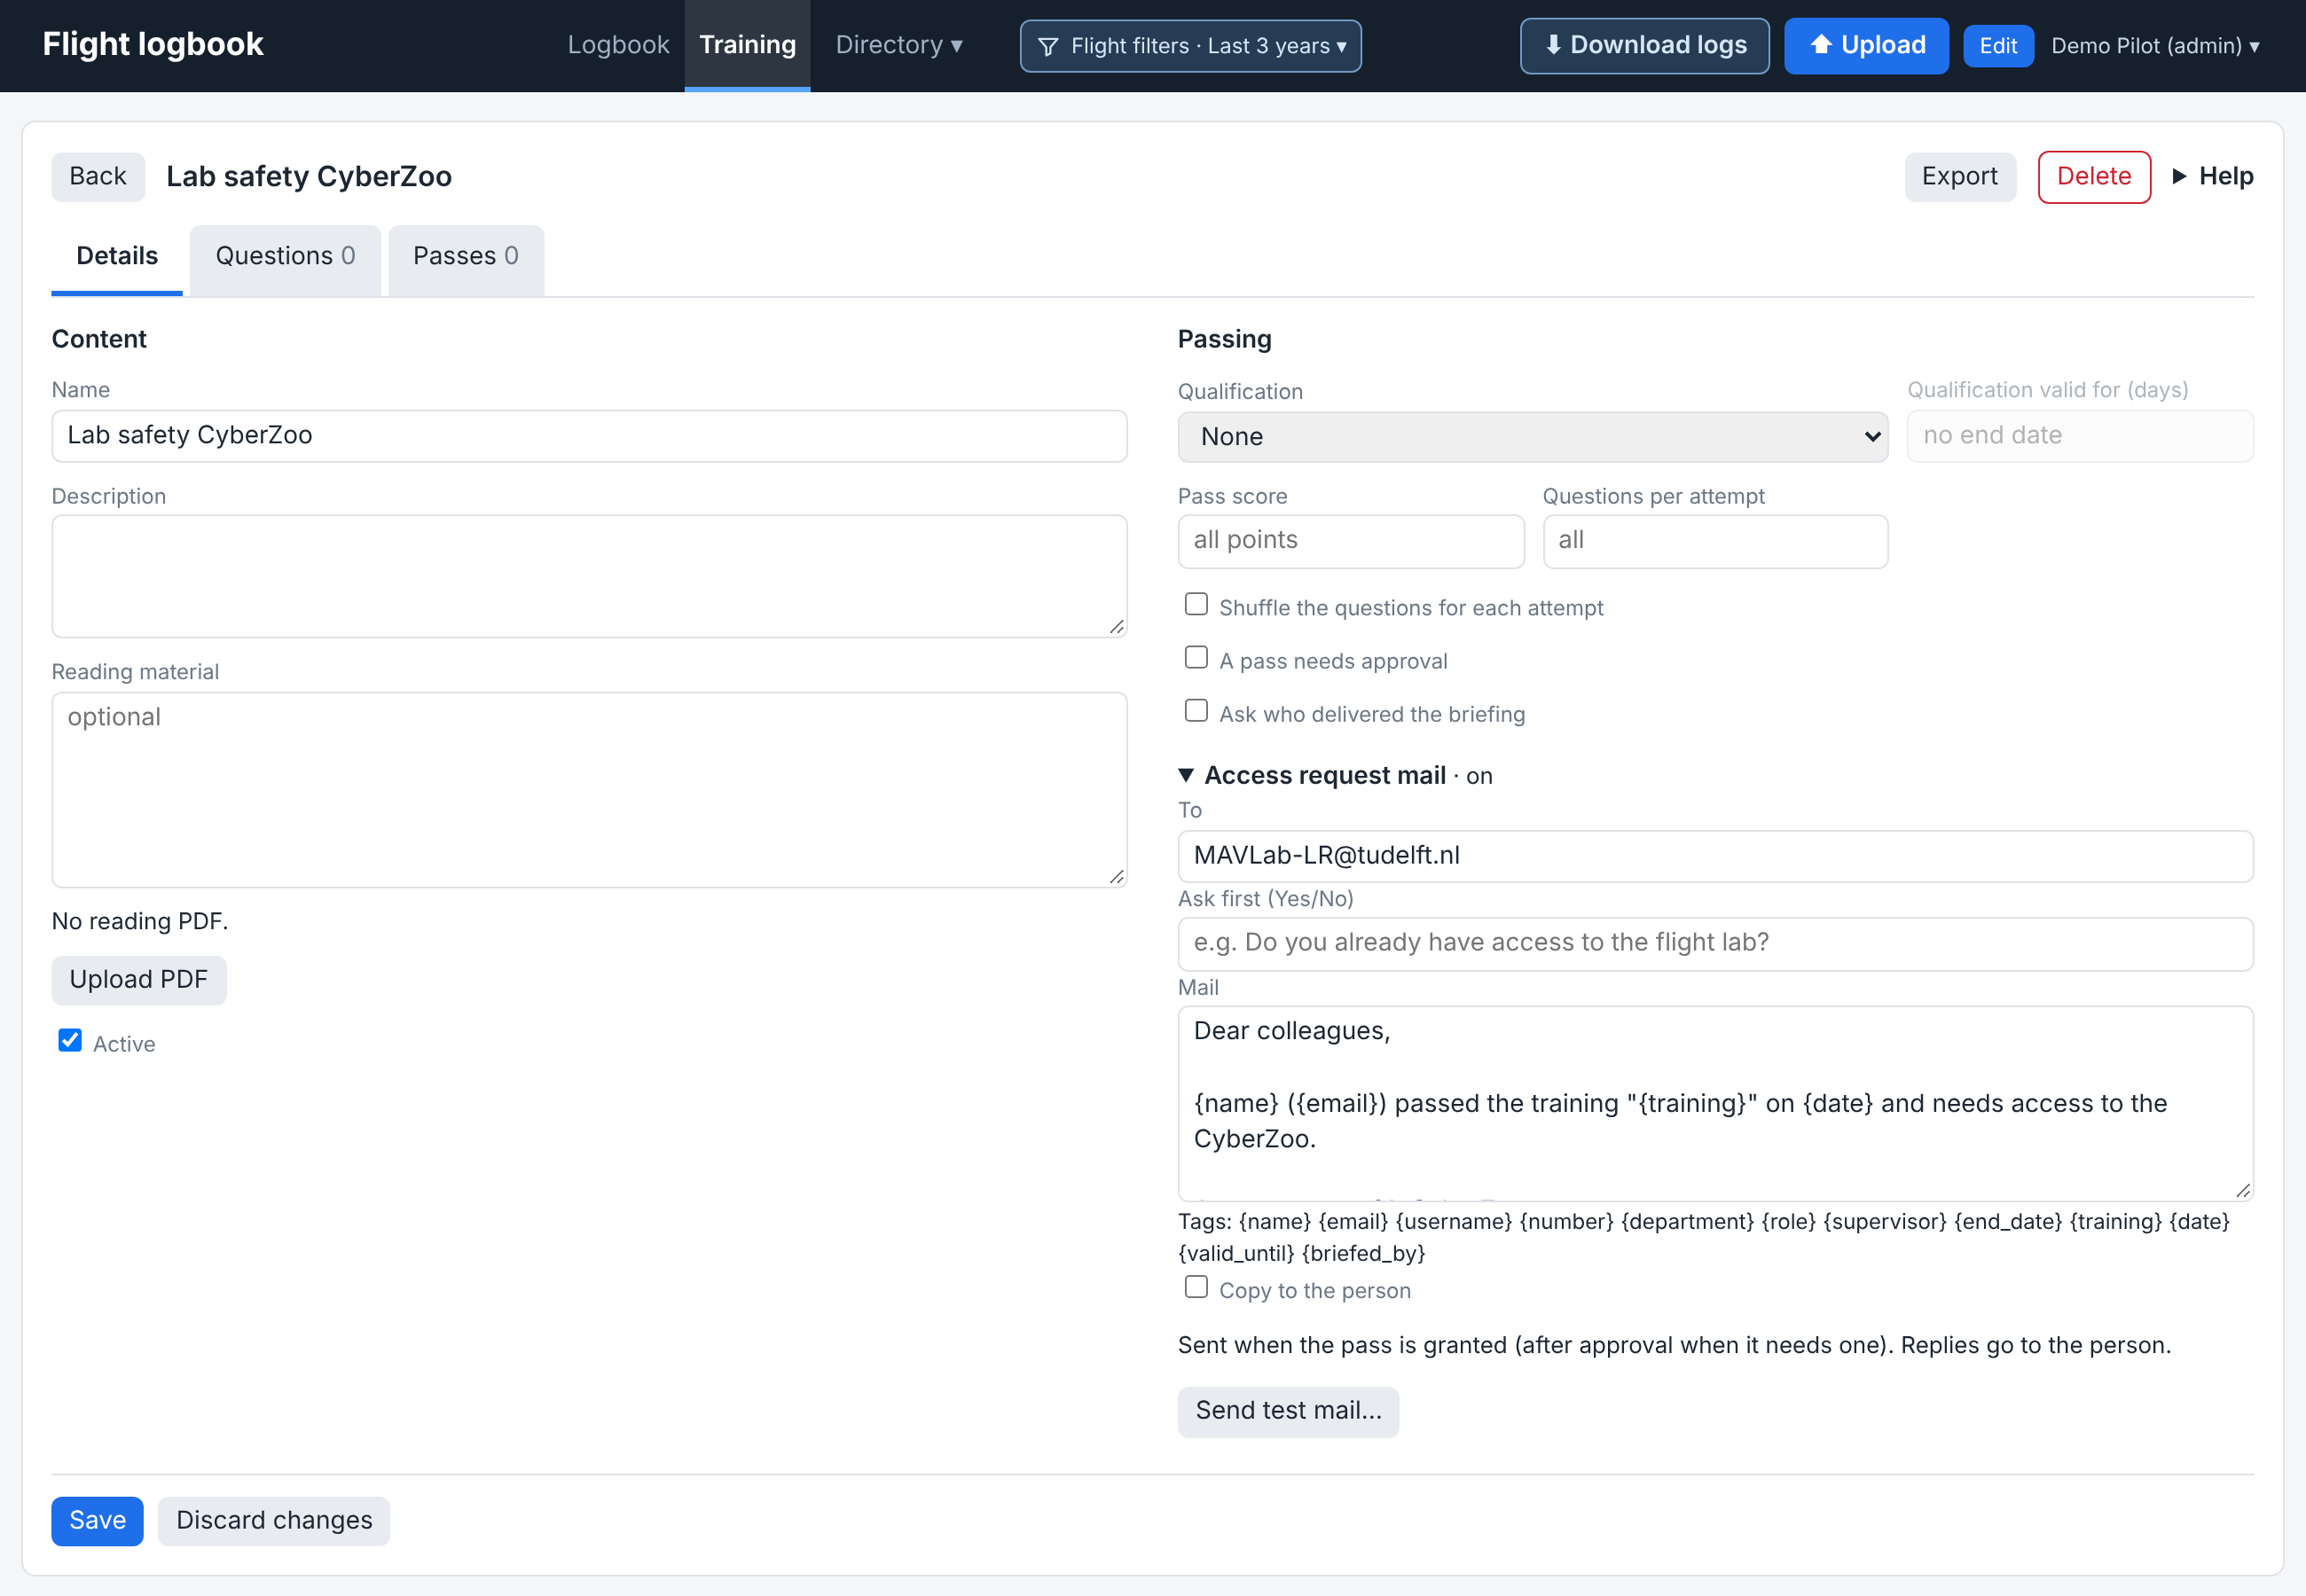 Flight logbook
Logbook
Training
Directory ▾
Flight filters · Last 3 years ▾
⬇ Download logs
⬆ Upload
Edit
Demo Pilot (admin) ▾
Back
Lab safety CyberZoo
Export
Delete
▶ Help
Details
Questions 0
Passes 0
Content
Name
Lab safety CyberZoo
Description
Reading material
optional
No reading PDF.
Upload PDF
Active
Passing
Qualification
None
Qualification valid for (days)
no end date
Pass score
all points
Questions per attempt
all
Shuffle the questions for each attempt
A pass needs approval
Ask who delivered the briefing
▼ Access request mail · on
To
MAVLab-LR@tudelft.nl
Ask first (Yes/No)
e.g. Do you already have access to the flight lab?
Mail
Dear colleagues,
{name} ({email}) passed the training "{training}" on {date} and needs access to the
CyberZoo.
Tags: {name} {email} {username} {number} {department} {role} {supervisor} {end_date} {training} {date}
{valid_until} {briefed_by}
Copy to the person
Sent when the pass is granted (after approval when it needs one). Replies go to the person.
Send test mail...
Save
Discard changes